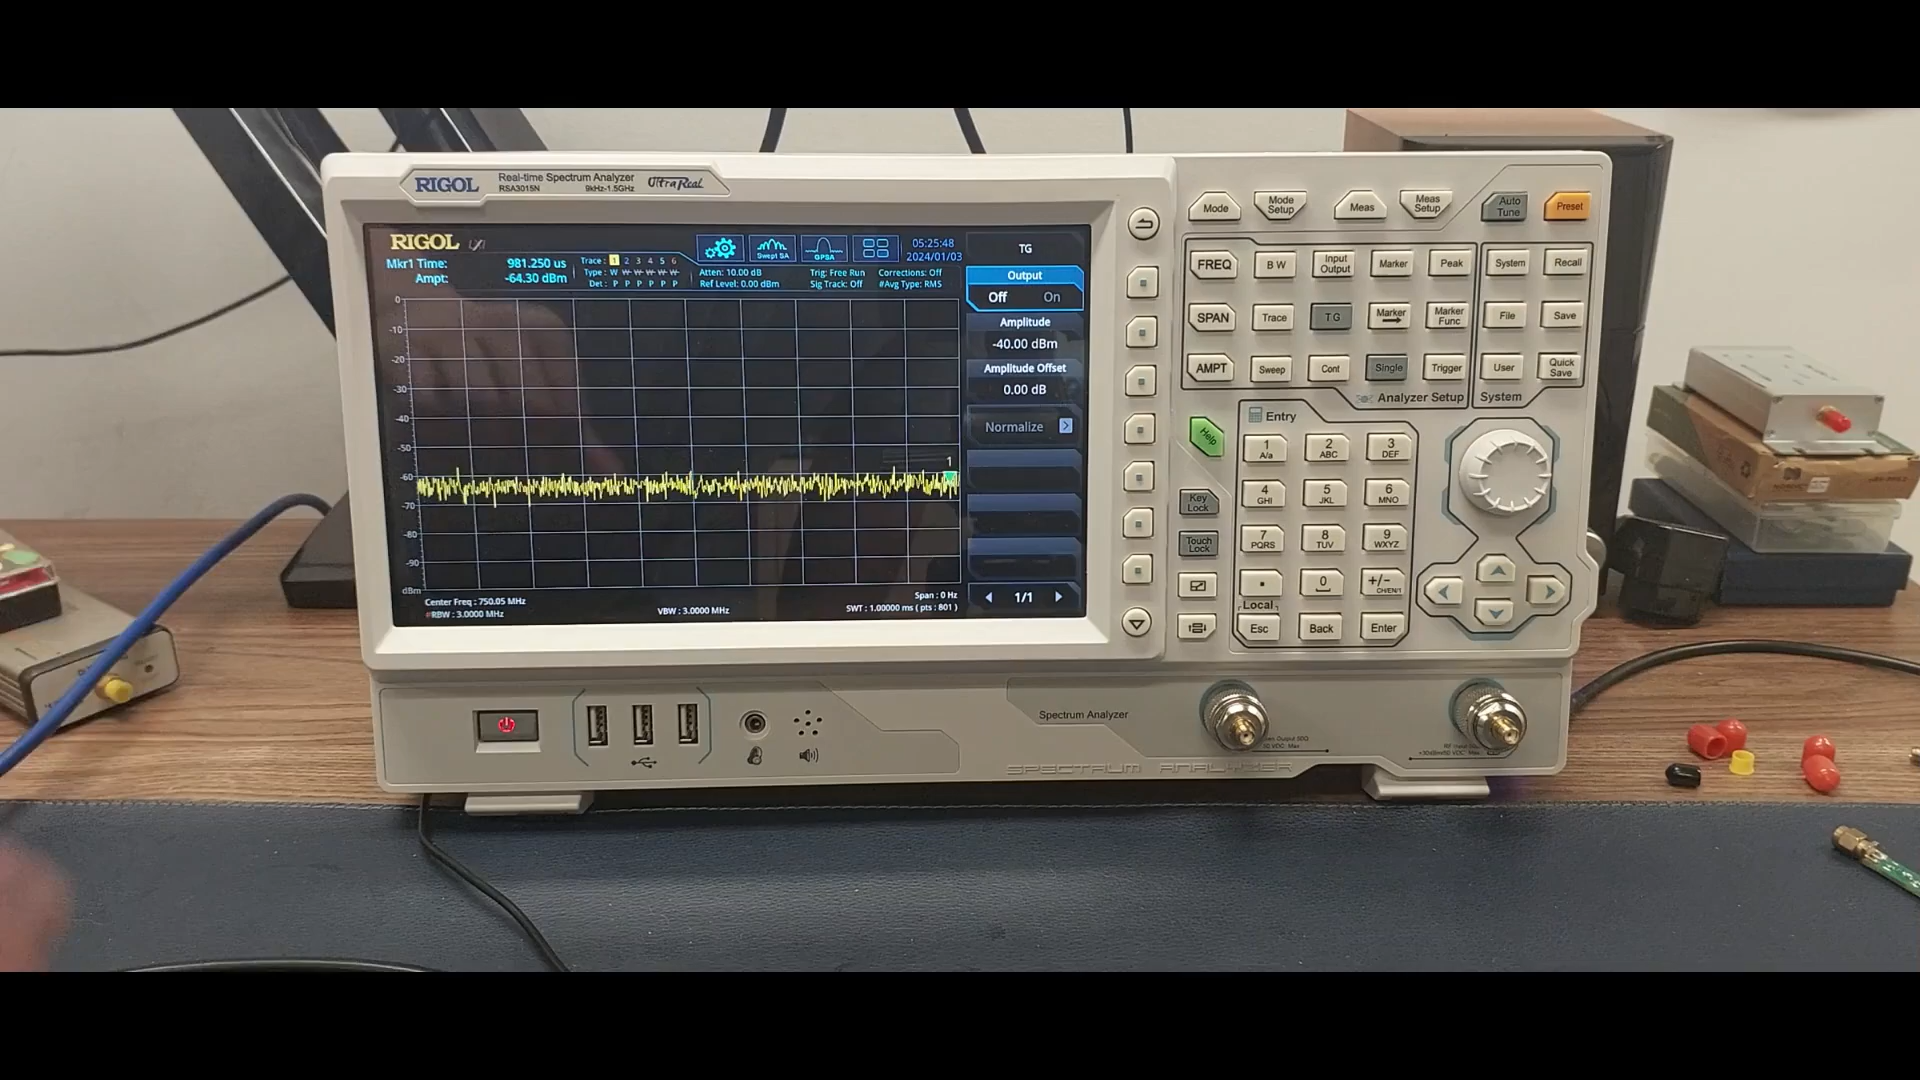 RIGOL
Real-time Spectrum Analyzer
RSA3015N 9kHz-1.5GHz
UltraReal
RIGOL LXI
Mkr1 Time: 981.250 us
Ampt: -64.30 dBm
Trace: 1 2 3 4 5 6
Type: W W W W W W
Det: P P P P P P
Swept SA
GPSA
05:25:48
2024/01/03
Atten: 10.00 dB
Ref Level: 0.00 dBm
Trig: Free Run
Sig Track: Off
Corrections: Off
#Avg Type: RMS
0
-10
-20
-30
-40
-50
-60
-70
-80
-90
dBm
1
Center Freq : 750.05 MHz
#RBW : 3.0000 MHz
VBW : 3.0000 MHz
Span : 0 Hz
SWT : 1.00000 ms ( pts : 801 )
TG
Output
Off On
Amplitude
-40.00 dBm
Amplitude Offset
0.00 dB
Normalize
1/1
Mode
Mode Setup
Meas
Meas Setup
Auto Tune
Preset
FREQ
BW
Input Output
Marker
Peak
System
Recall
SPAN
Trace
TG
Marker
Marker Func
File
Save
AMPT
Sweep
Cont
Single
Trigger
User
Quick Save
Analyzer Setup
System
Help
Entry
1 A/a
2 ABC
3 DEF
Key Lock
4 GHI
5 JKL
6 MNO
Touch Lock
7 PQRS
8 TUV
9 WXYZ
.
0
+/- CH/EN/1
Local
Esc
Back
Enter
Spectrum Analyzer
SPECTRUM ANALYZER